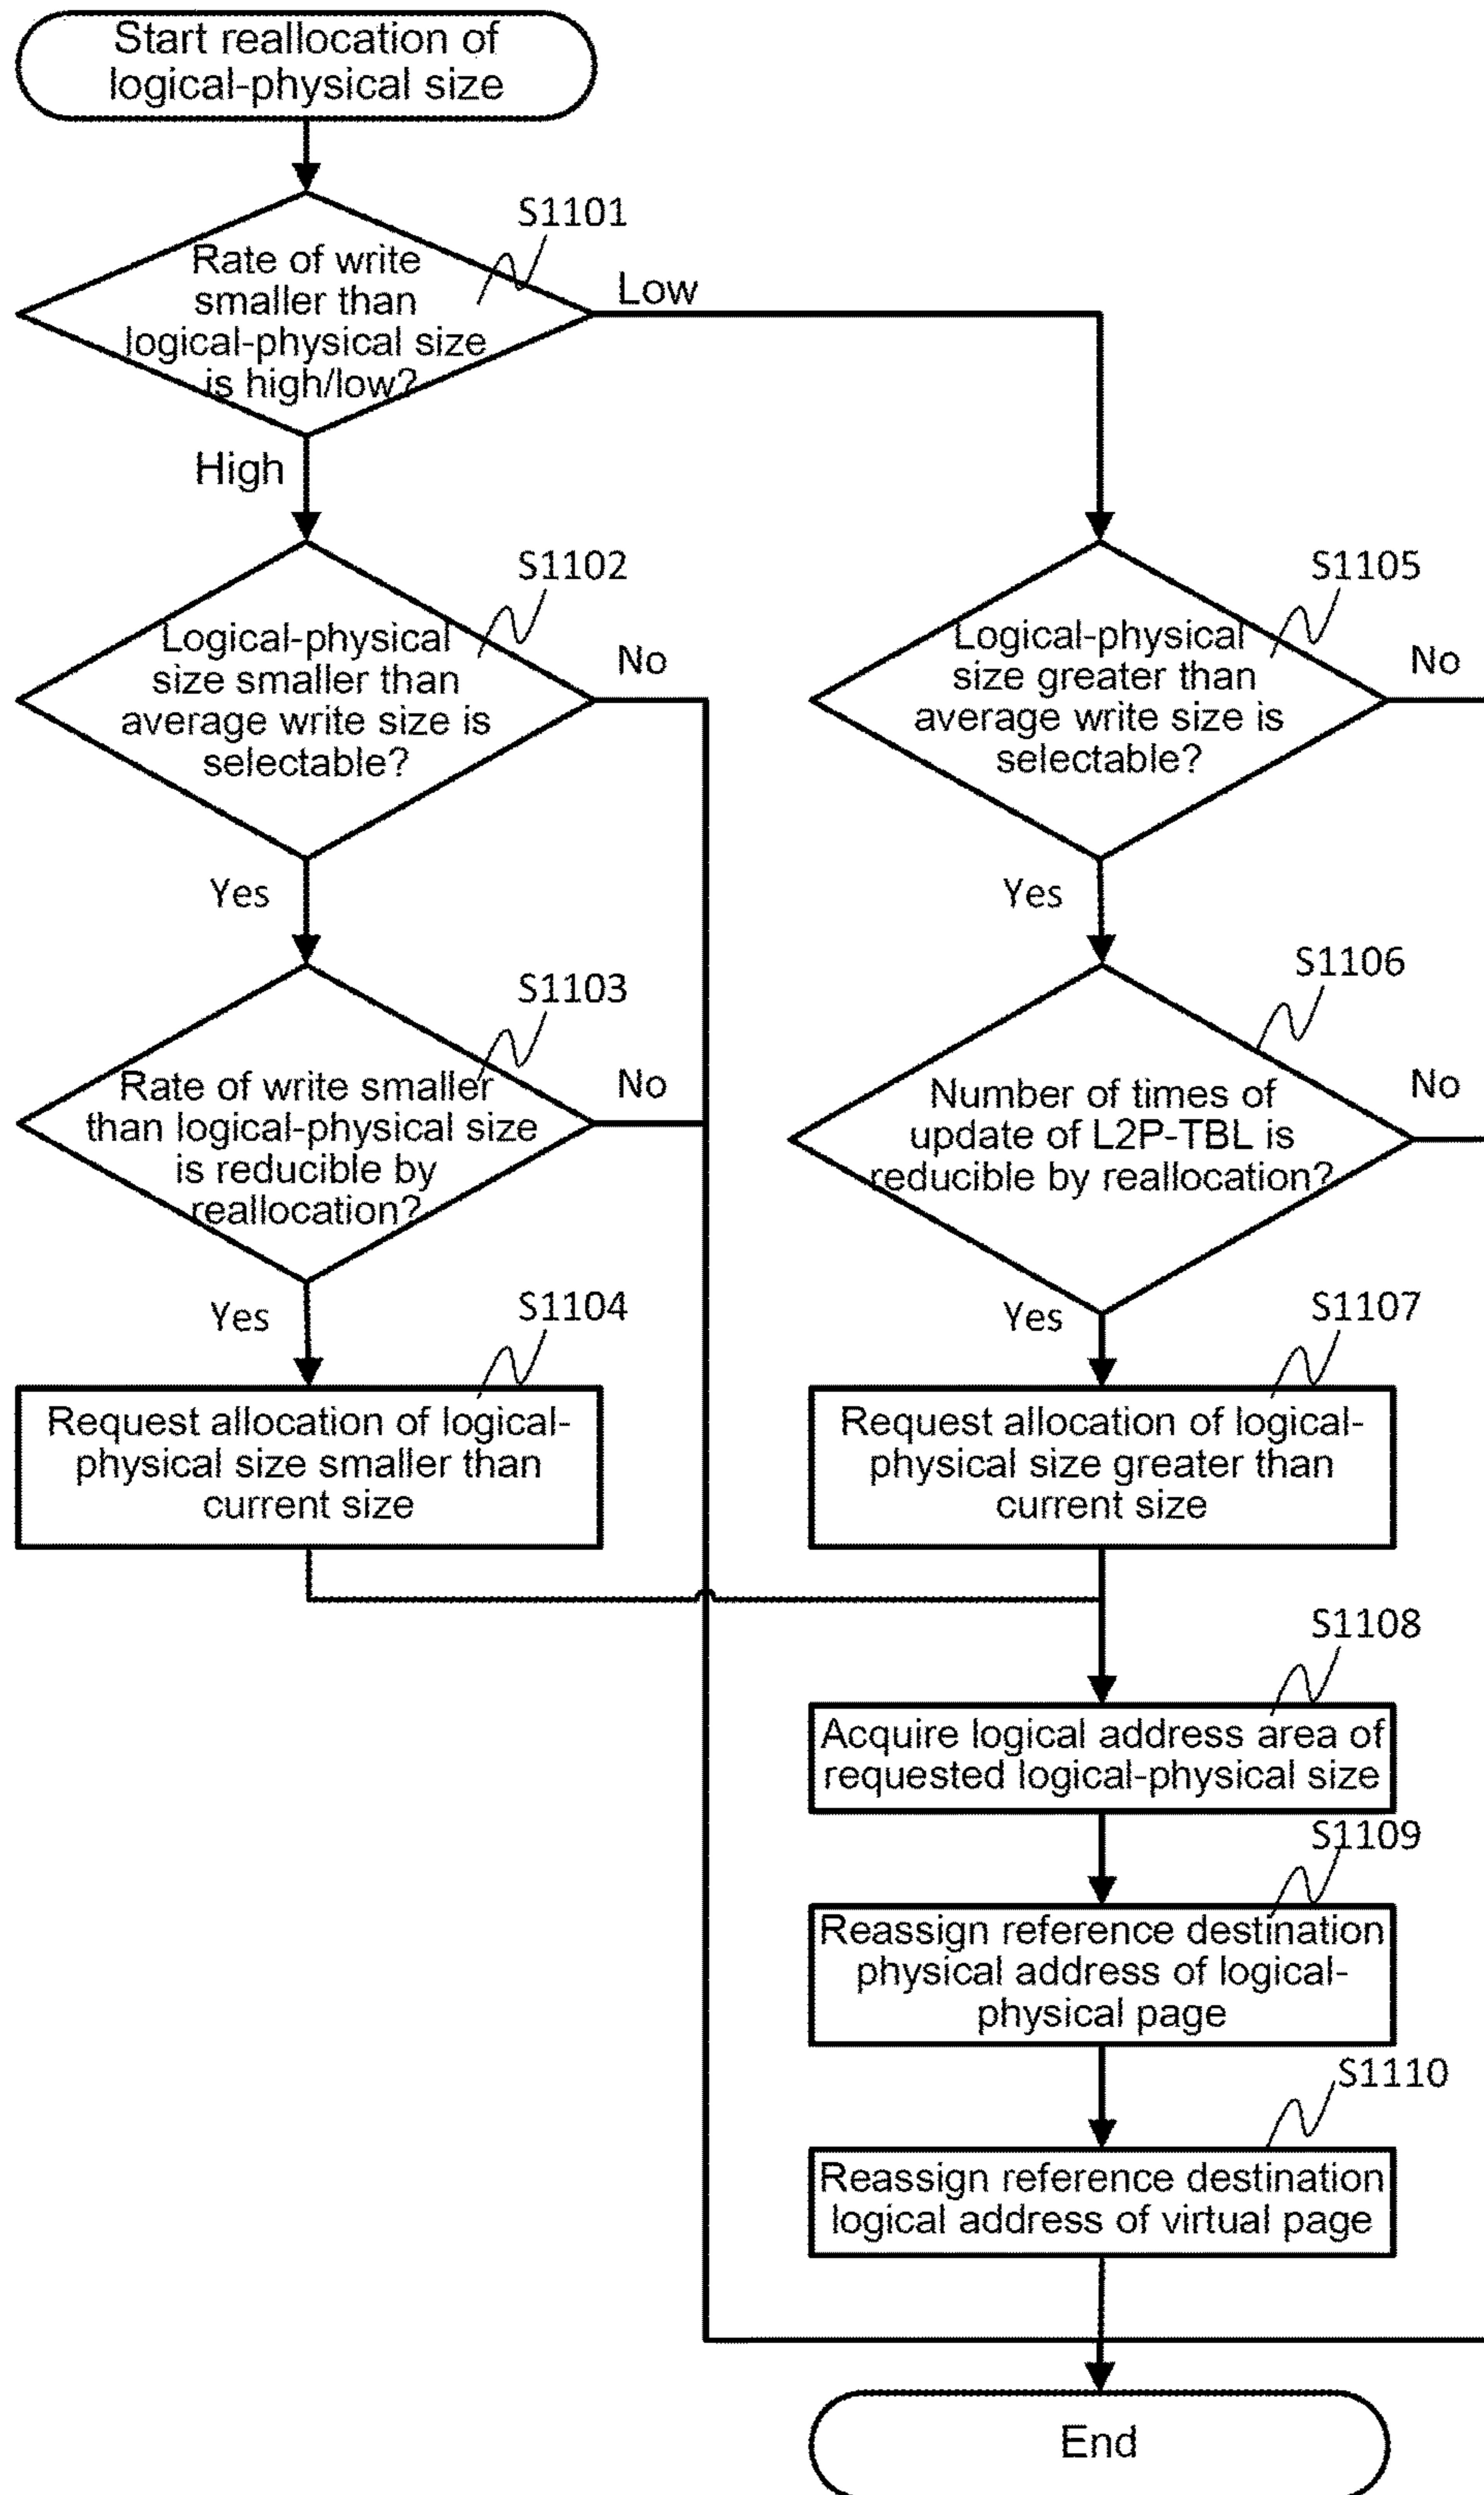 Start reallocation of
logical-physical size
S1101
Rate of write
smaller than
logical-physical size
is high/low?
Low
High
S1102
Logical-physical
size smaller than
average write size is
selectable?
No
Yes
S1105
Logical-physical
size greater than
average write size is
selectable?
No
Yes
S1103
Rate of write smaller
than logical-physical size
is reducible by
reallocation?
No
Yes
S1106
Number of times of
update of L2P-TBL is
reducible by reallocation?
No
Yes
S1104
Request allocation of logical-
physical size smaller than
current size
S1107
Request allocation of logical-
physical size greater than
current size
S1108
Acquire logical address area of
requested logical-physical size
S1109
Reassign reference destination
physical address of logical-
physical page
S1110
Reassign reference destination
logical address of virtual page
End